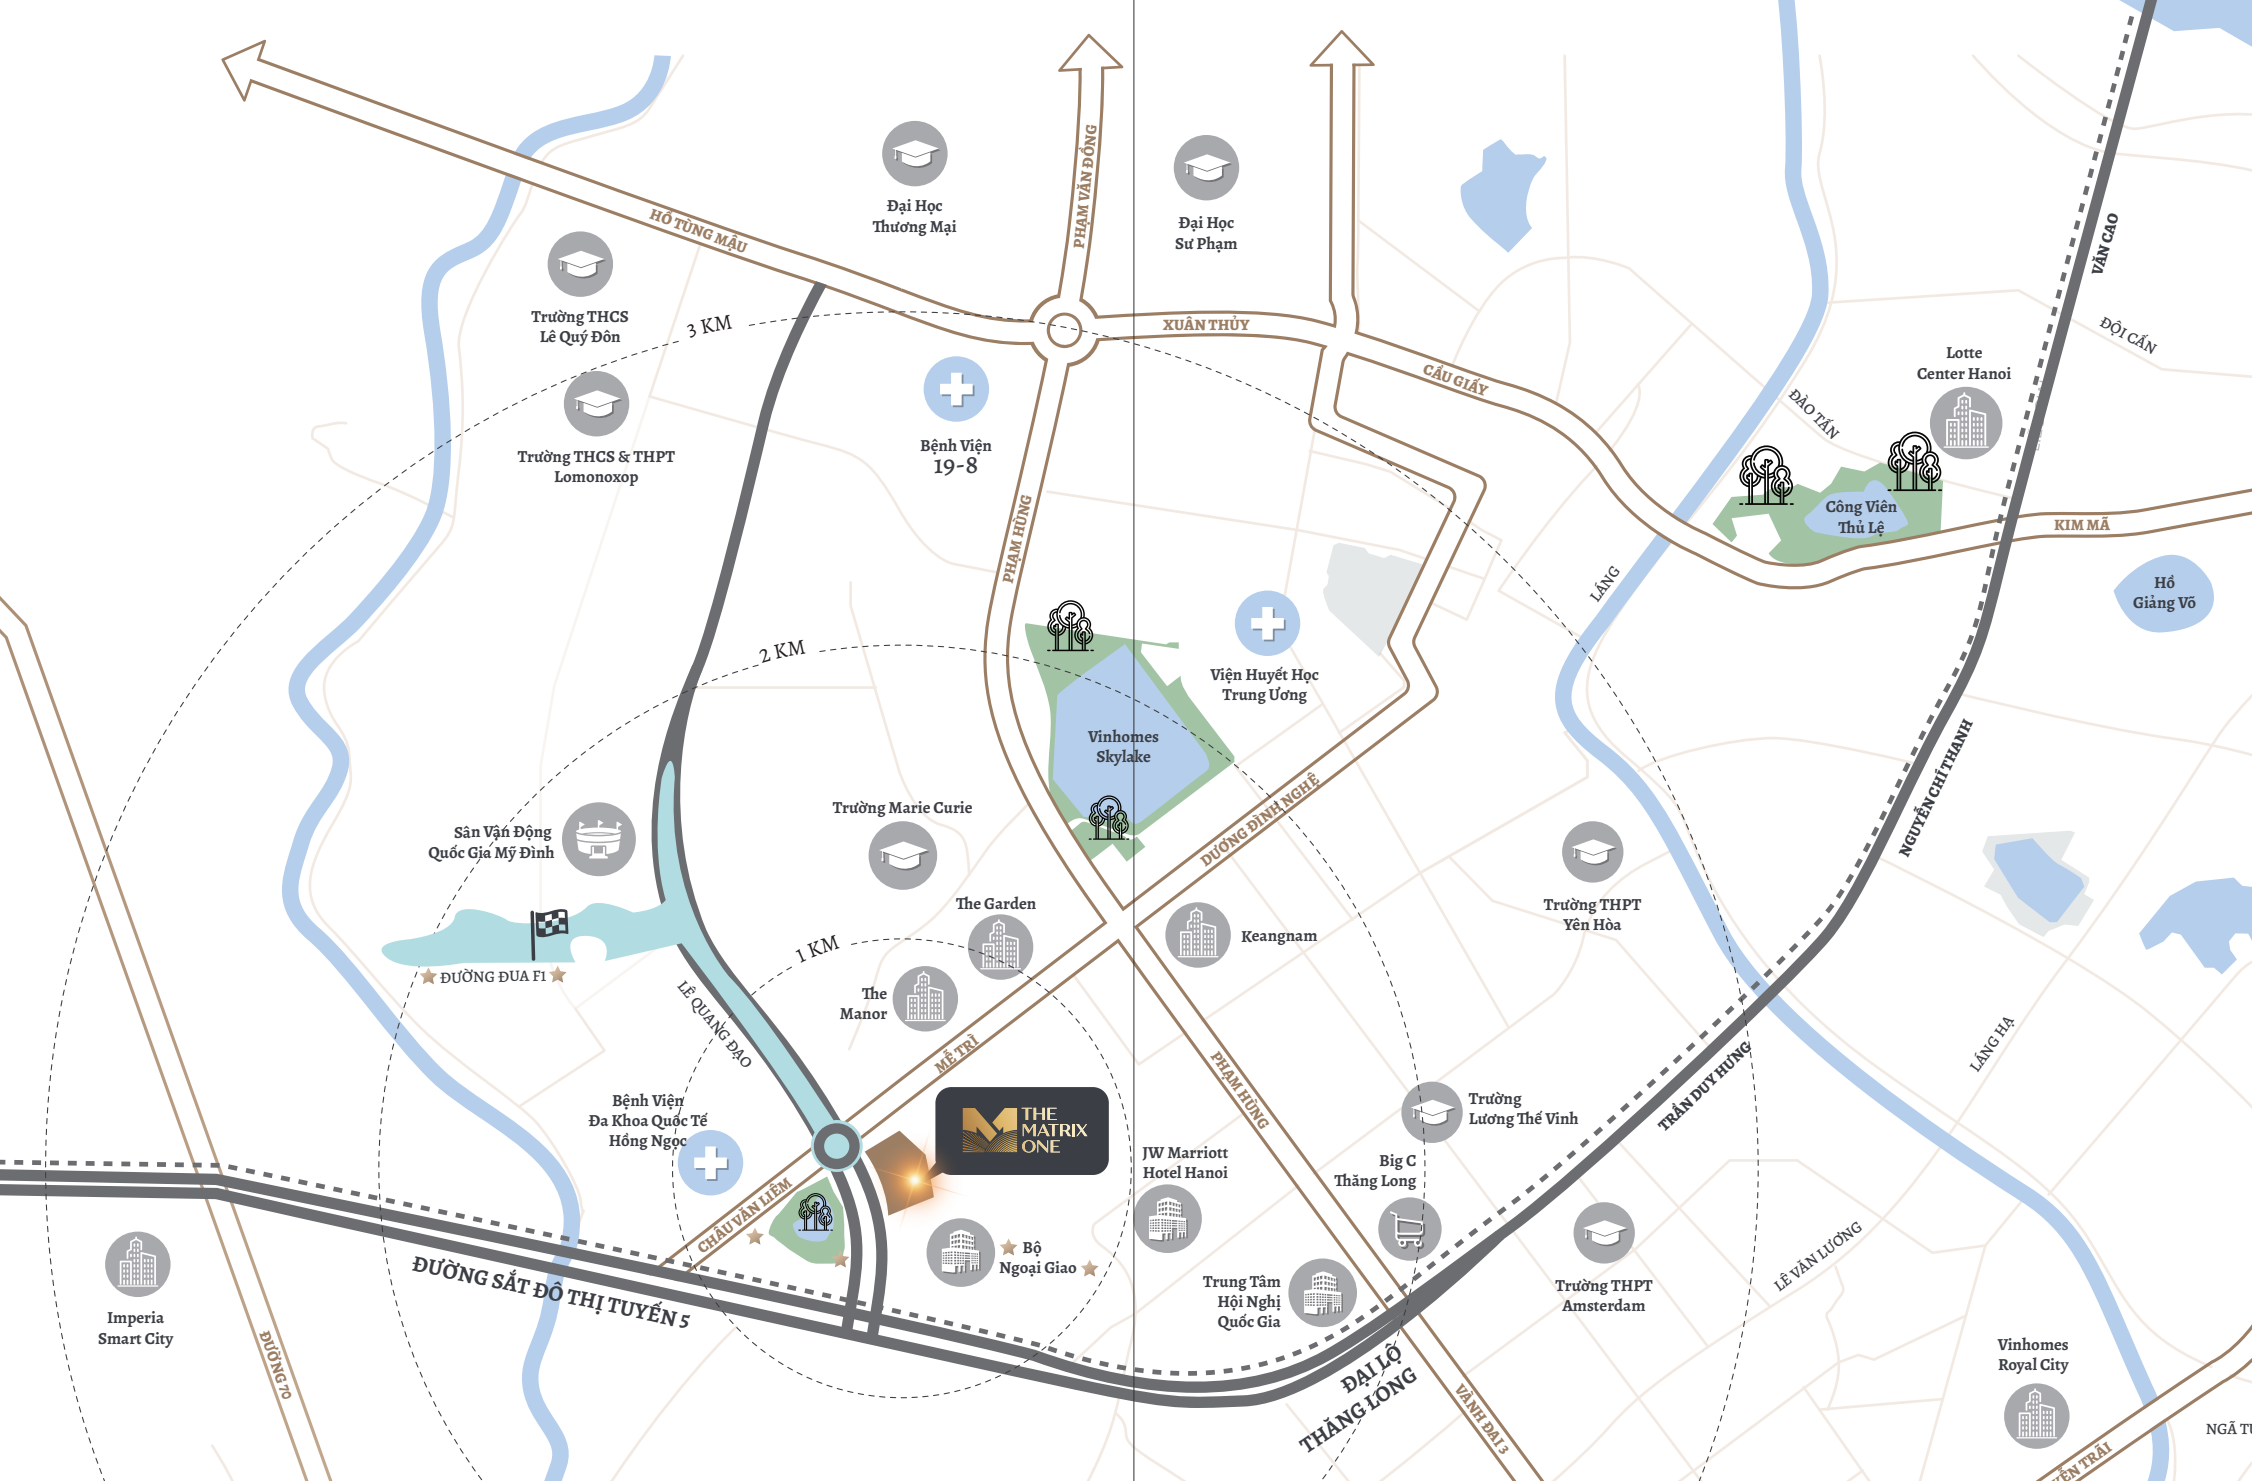 PHẠM VĂN ĐỒNG
Đại Học
Thương Mại
Đại Học
Sư Phạm
HỒ TÙNG MẬU
VĂN CAO
Trường THCS
Lê Quý Đôn
3 KM
XUÂN THỦY
ĐỘI CẤN
Lotte
Center Hanoi
CẦU GIẤY
ĐÀO TẤN
Trường THCS & THPT
Lomonoxop
Bệnh Viện
19-8
PHẠM HÙNG
Công Viên
Thủ Lệ
KIM MÃ
LÁNG
Hồ
Giảng Võ
2 KM
Viện Huyết Học
Trung Ương
Vinhomes
Skylake
NGUYỄN CHÍ THANH
DƯƠNG ĐÌNH NGHỆ
Trường Marie Curie
Sân Vận Động
Quốc Gia Mỹ Đình
The Garden
Trường THPT
Yên Hòa
Keangnam
1 KM
ĐƯỜNG ĐUA F1
The
Manor
LÊ QUANG ĐẠO
MỄ TRÌ
LÁNG HẠ
PHẠM HÙNG
TRẦN DUY HƯNG
Bệnh Viện
Đa Khoa Quốc Tế
Hồng Ngọc
THE
MATRIX
ONE
Trường
Lương Thế Vinh
JW Marriott
Hotel Hanoi
Big C
Thăng Long
CHÂU VĂN LIÊM
Bộ
Ngoại Giao
LÊ VĂN LƯƠNG
ĐƯỜNG SẮT ĐÔ THỊ TUYẾN 5
Trung Tâm
Hội Nghị
Quốc Gia
Trường THPT
Amsterdam
Imperia
Smart City
ĐƯỜNG 70
Vinhomes
Royal City
ĐẠI LỘ
THĂNG LONG
VÀNH ĐAI 3
NGÃ TƯ
YỄN TRÃI